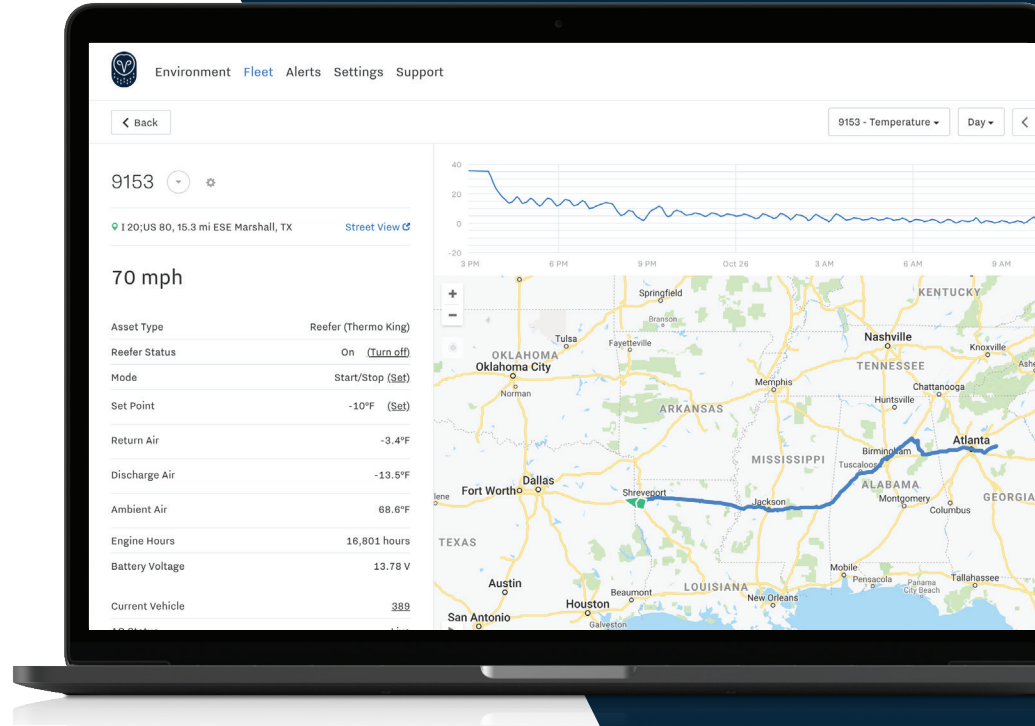 Environment Fleet Alerts Settings Support
Back
9153 - Temperature
Day
9153
I 20;US 80, 15.3 mi ESE Marshall, TX
Street View
70 mph
Asset Type Reefer (Thermo King)
Reefer Status On (Turn off)
Mode Start/Stop (Set)
Set Point -10°F (Set)
Return Air -3.4°F
Discharge Air -13.5°F
Ambient Air 68.6°F
Engine Hours 16,801 hours
Battery Voltage 13.78 V
Current Vehicle 389
40
20
0
-20
3 PM 6 PM 9 PM Oct 26 3 AM 6 AM 9 AM
+
−
Springfield
KENTUCKY
Branson
Nashville
Tulsa
Fayetteville
Knoxville
OKLAHOMA
Oklahoma City
TENNESSEE
Ashe
Memphis
Chattanooga
Norman
Huntsville
ARKANSAS
Atlanta
Birmingham
MISSISSIPPI
Tuscaloos
Dallas
ALABAMA
Fort Worth
lene
Shreveport
Jackson
Montgomery
GEORGIA
Columbus
TEXAS
Mobile
Pensacola
Panama
City Beach
Tallahassee
Austin
Beaumont
LOUISIANA
New Orleans
Houston
San Antonio
Galveston